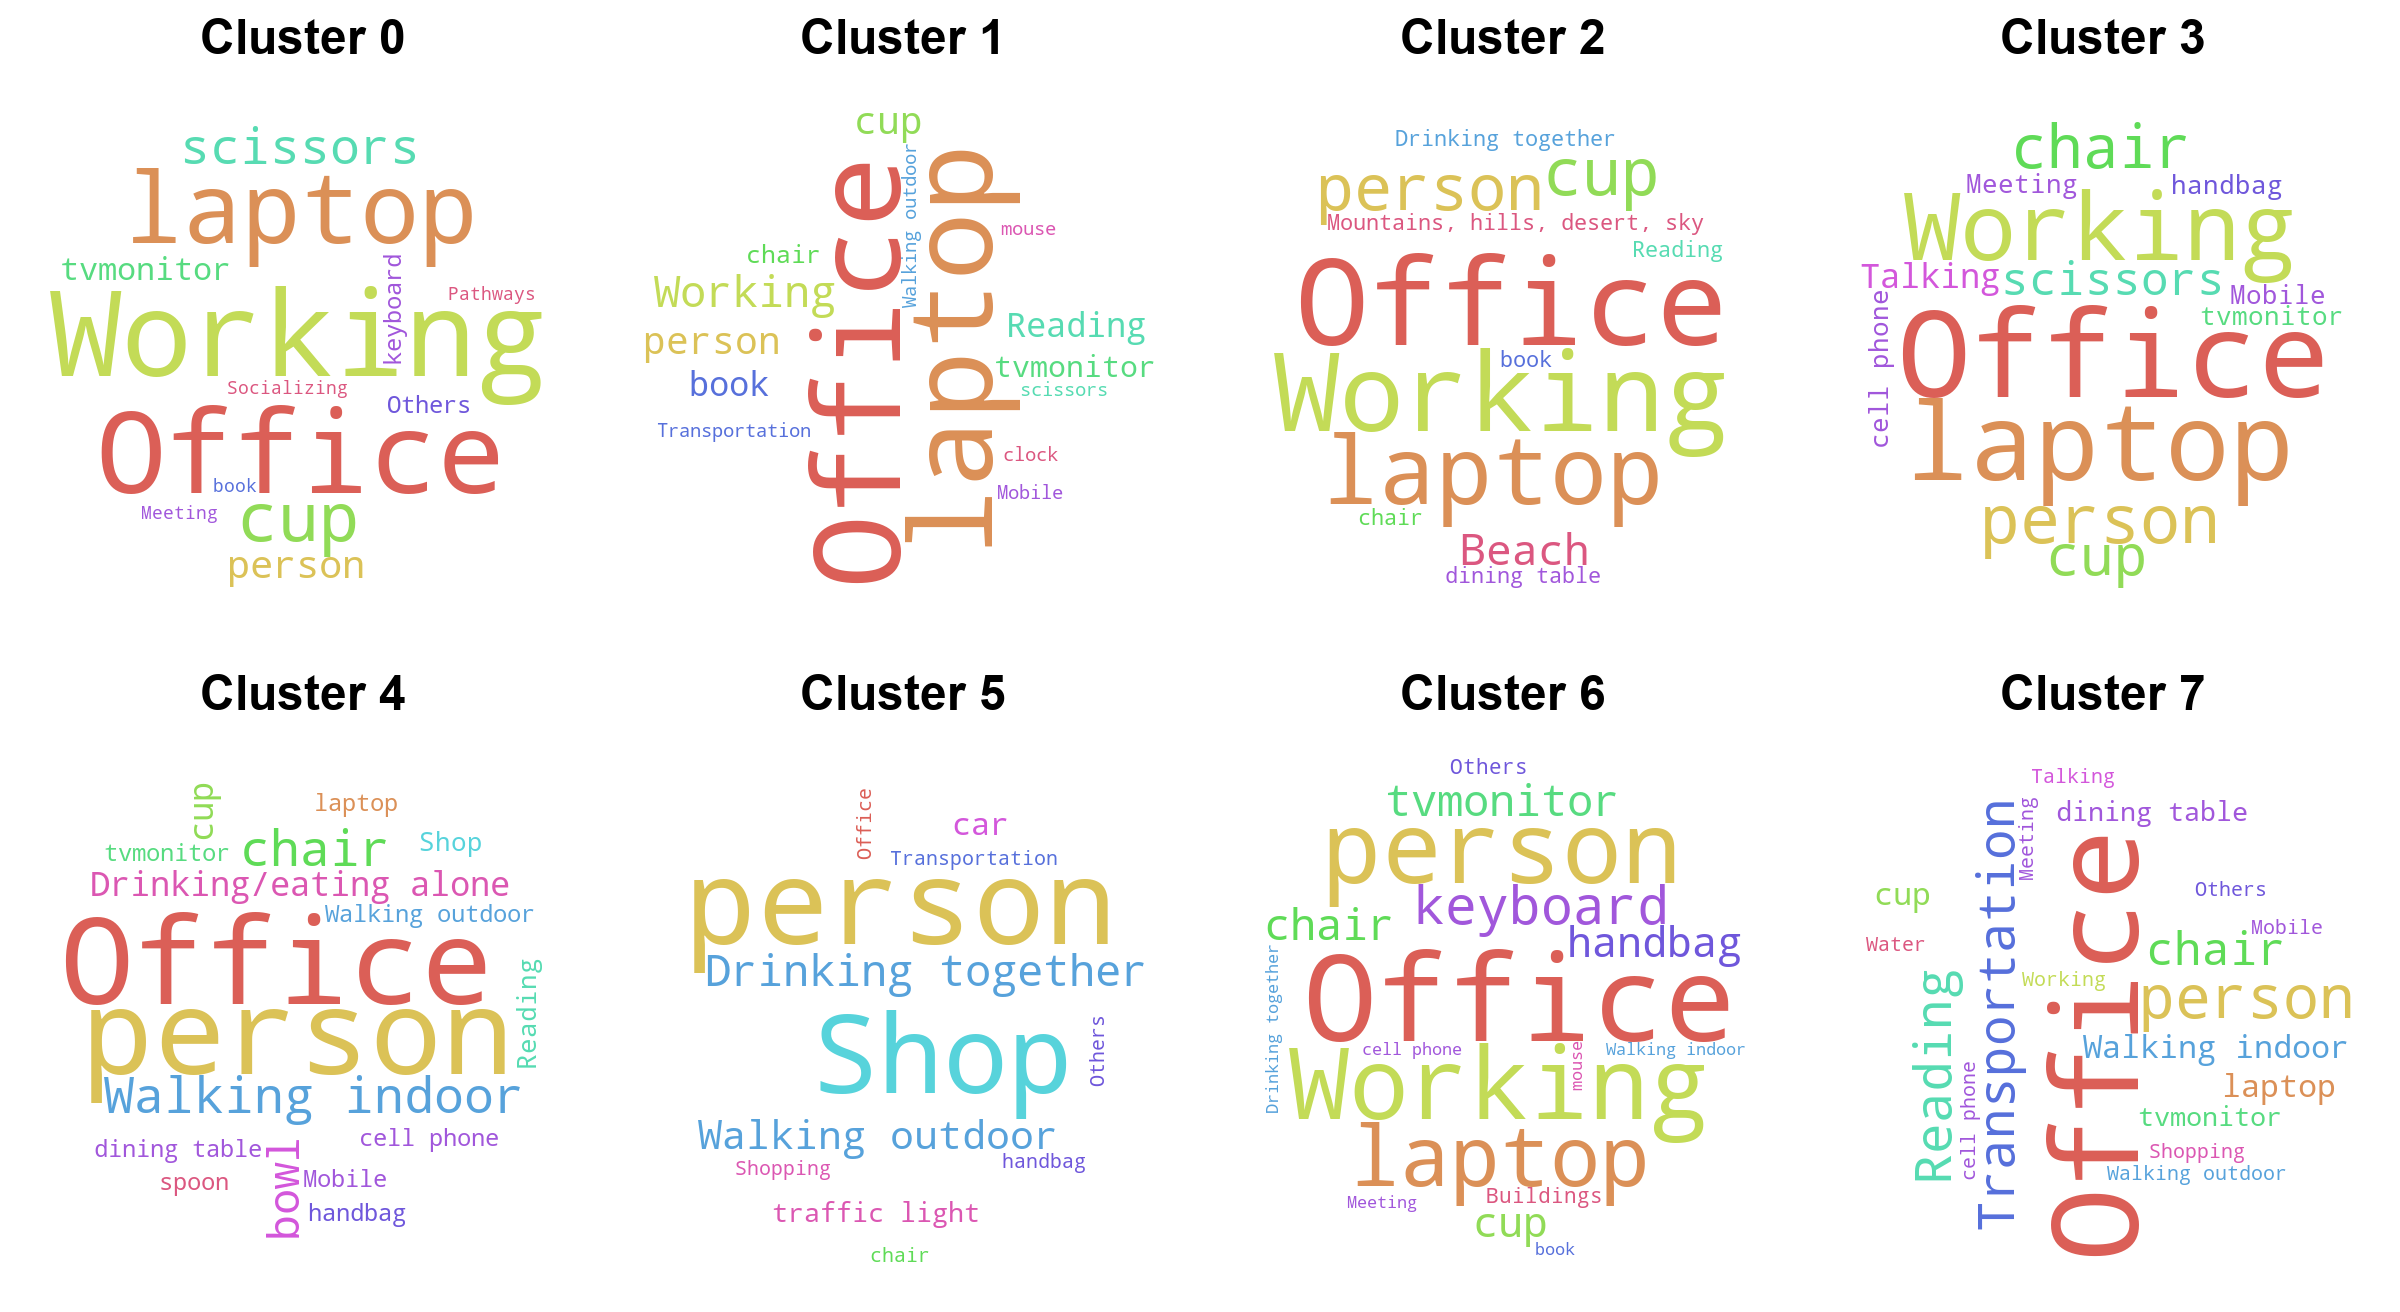 Cluster 0
scissors
laptop
tvmonitor
keyboard
Pathways
Working
Socializing
Others
Office
book
Meeting
cup
person
Cluster 1
cup
Walking outdoor
mouse
chair
Working
Office
laptop
Reading
person
tvmonitor
book
scissors
Transportation
clock
Mobile
Cluster 2
Drinking together
person
cup
Mountains, hills, desert, sky
Reading
Office
book
Working
laptop
chair
Beach
dining table
Cluster 3
chair
Meeting
handbag
Working
Talking
scissors
Mobile
tvmonitor
cell phone
Office
laptop
person
cup
Cluster 4
cup
laptop
tvmonitor
chair
Shop
Drinking/eating alone
Walking outdoor
Office
Reading
person
Walking indoor
dining table
cell phone
bowl
spoon
Mobile
handbag
Cluster 5
Office
car
Transportation
person
Drinking together
Shop
Others
Walking outdoor
Shopping
handbag
traffic light
chair
Cluster 6
Others
tvmonitor
person
keyboard
chair
handbag
Office
Drinking together
cell phone
mouse
Walking indoor
Working
laptop
Meeting
Buildings
cup
book
Cluster 7
Talking
dining table
Meeting
Transportation
Office
cup
Others
Mobile
Water
chair
Working
person
Reading
Walking indoor
cell phone
laptop
tvmonitor
Shopping
Walking outdoor